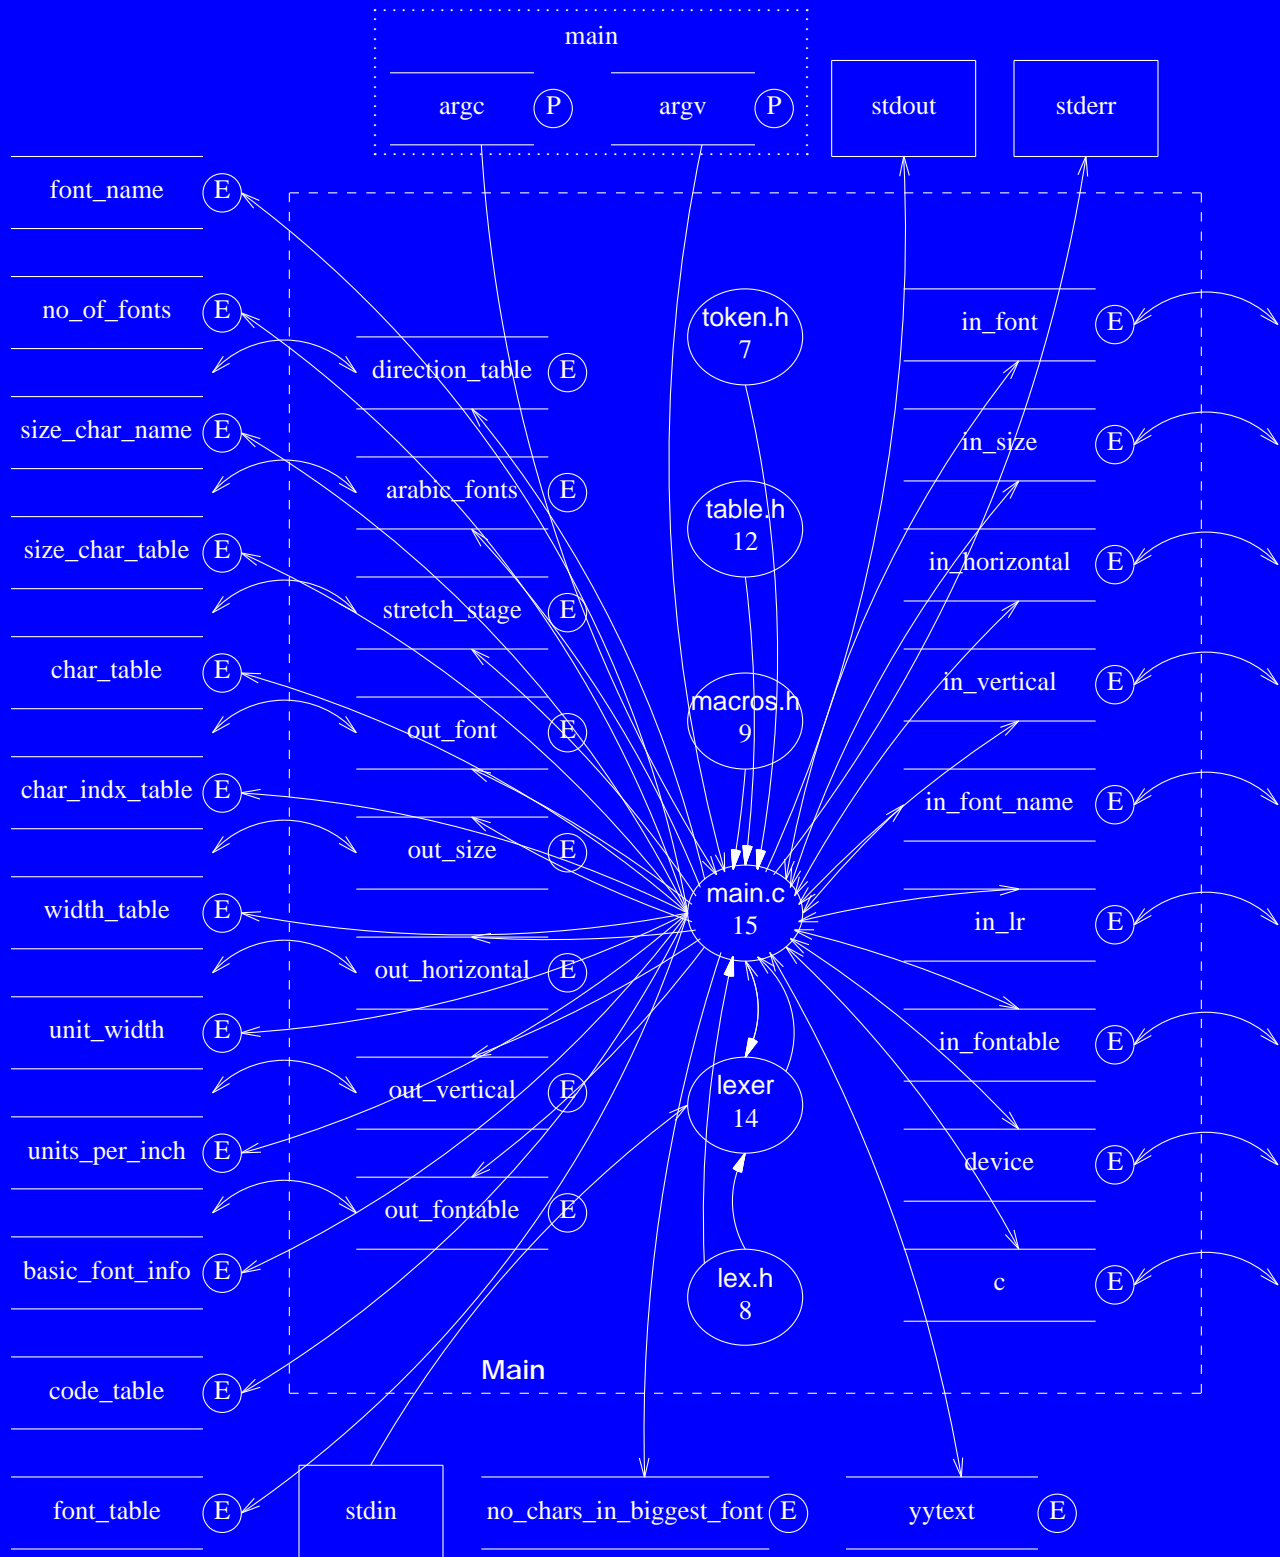 main
argc P argv P stdout stderr
font_name E
no_of_fonts E
token.h
7
in_font E
direction_table E
size_char_name E
in_size E
arabic_fonts E
table.h
12
size_char_table E
in_horizontal E
stretch_stage E
char_table E
in_vertical E
macros.h
9
out_font E
char_indx_table E
in_font_name E
out_size E
main.c
15
width_table E
in_lr E
out_horizontal E
unit_width E
in_fontable E
out_vertical E
lexer
14
units_per_inch E
device E
out_fontable E
basic_font_info E
lex.h
8
c E
Main
code_table E
font_table E
stdin
no_chars_in_biggest_font E
yytext E